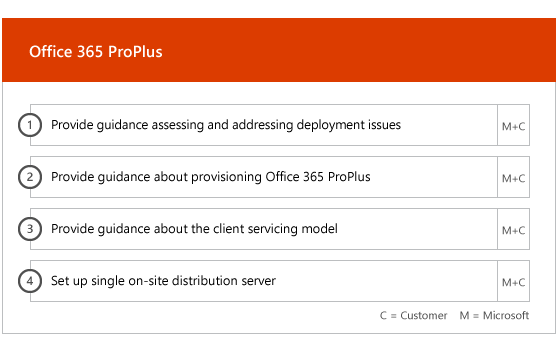 Office 365 ProPlus
1 Provide guidance assessing and addressing deployment issues M+C
2 Provide guidance about provisioning Office 365 ProPlus M+C
3 Provide guidance about the client servicing model M+C
4 Set up single on-site distribution server M+C
C = Customer M = Microsoft